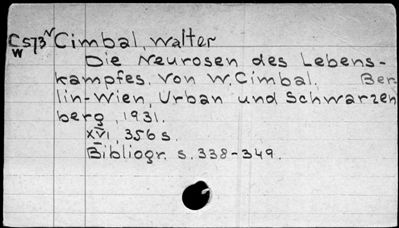 C573N Cimbal, Walter
W
Die Neurosen des Lebens-
kampfes. Von W. Cimbal. Ber-
lin-Wien, Urban und Schwarzen
berg, 1931.
XVI, 356 s.
Bibliogr. s. 338-349.